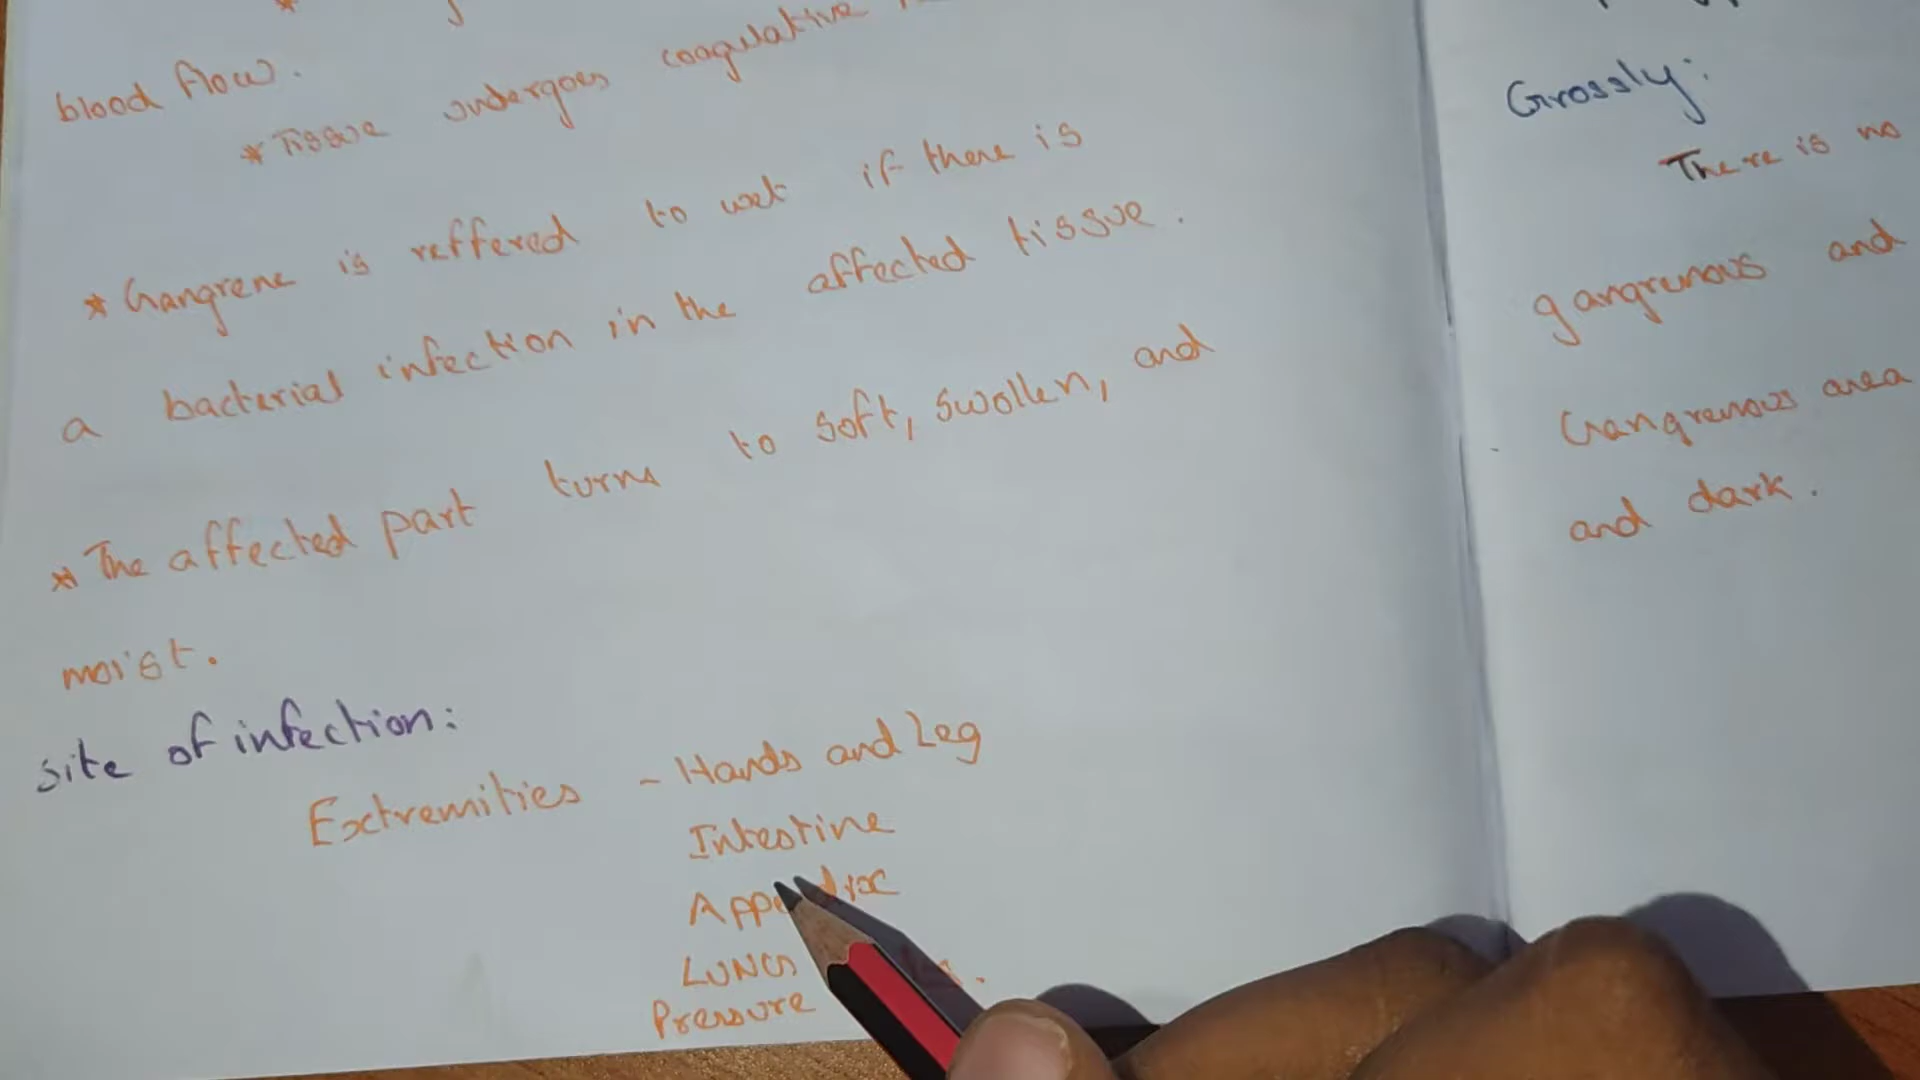 blood flow.
* Tissue undergoes coagulative
* Gangrene is reffered to wet if there is
a bacterial infection in the affected tissue.
* The affected part turns to soft, swollen, and
moist.
site of infection:
Extremities - Hands and Leg
Intestine
Appendix
LUNGS
Pressure
Grossly:
There is no
gangrenous and
Gangrenous area
and dark.